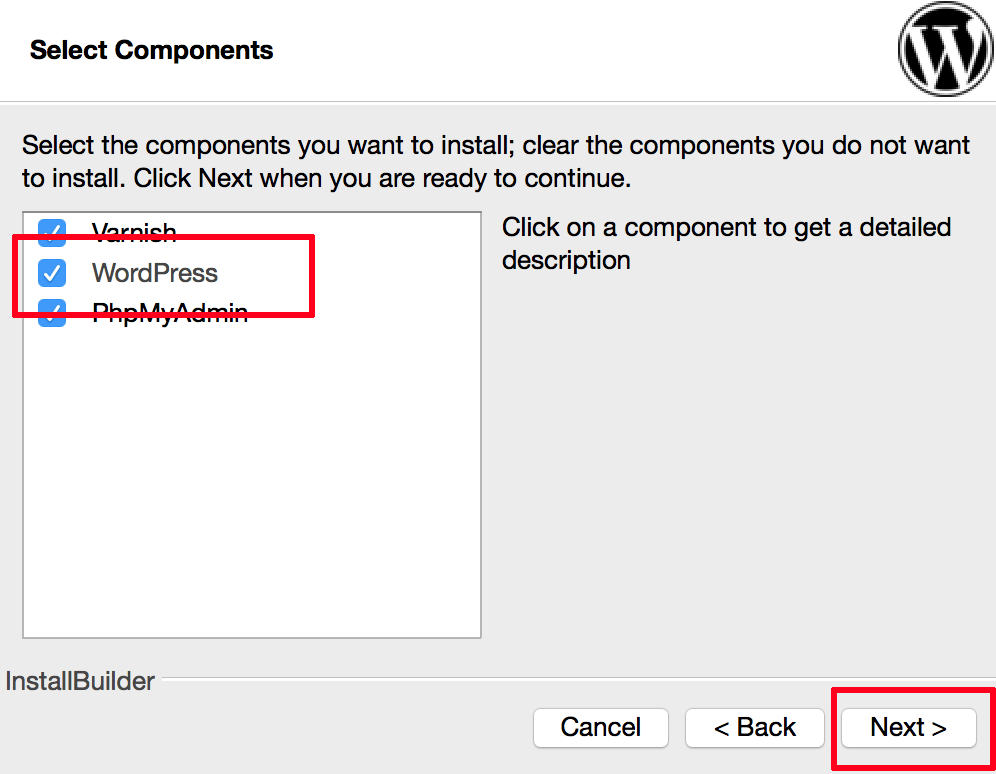 Select Components
Select the components you want to install; clear the components you do not want
to install. Click Next when you are ready to continue.
Varnish
WordPress
PhpMyAdmin
Click on a component to get a detailed
description
InstallBuilder
Cancel
< Back
Next >